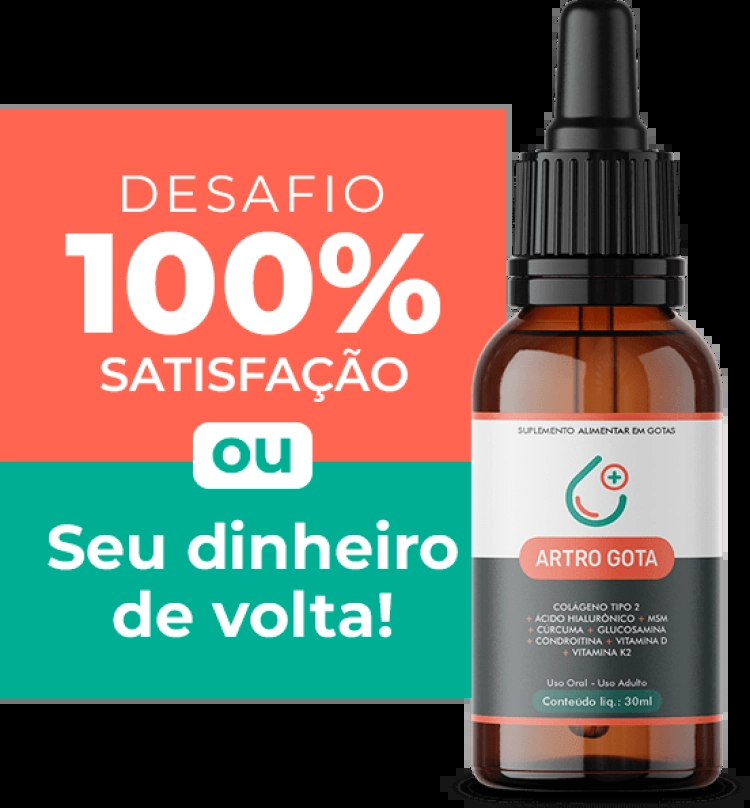 DESAFIO
100%
SATISFAÇÃO
ou
Seu dinheiro
de volta!
SUPLEMENTO ALIMENTAR EM GOTAS
ARTRO GOTA
COLÁGENO TIPO 2
+ ÁCIDO HIALURÔNICO + MSM
+ CÚRCUMA + GLUCOSAMINA
+ CONDROITINA + VITAMINA D
+ VITAMINA K2
Uso Oral - Uso Adulto
Conteúdo liq.: 30ml